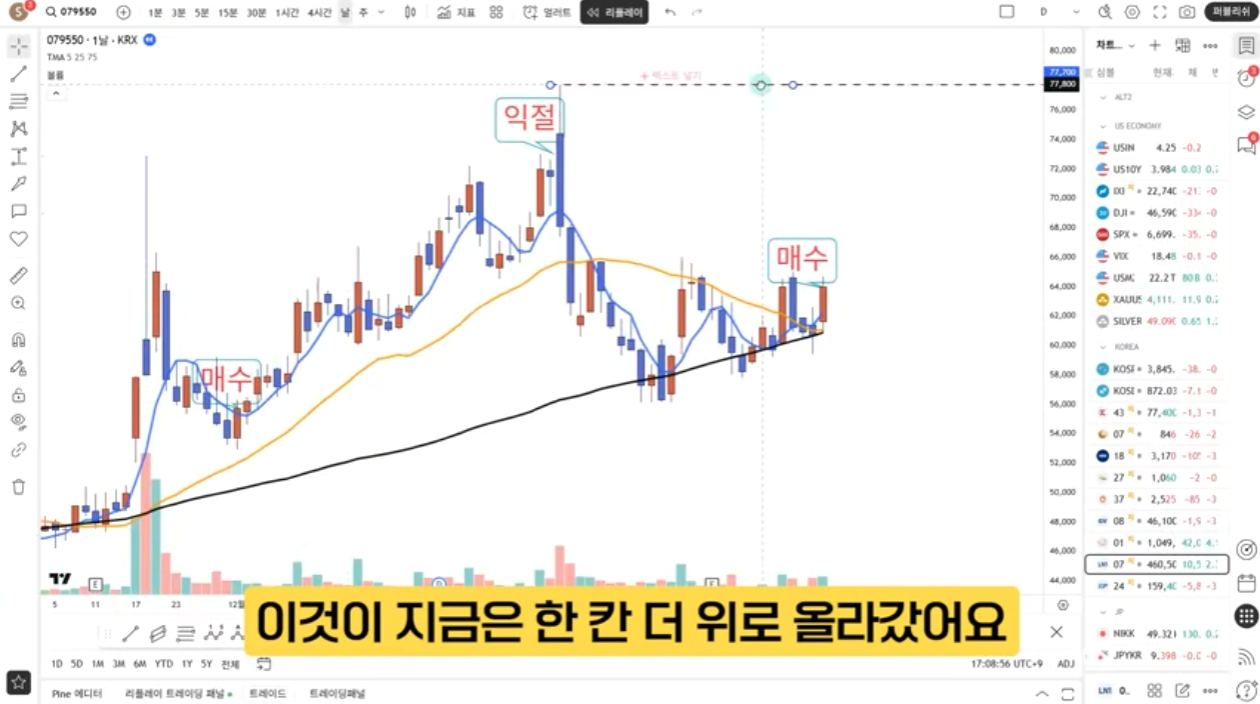 S 3 079550 1분 3분 5분 15분 30분 1시간 4시간 날 주 지표 얼러트 리플레이 D 퍼블리쉬
079550 · 1날 · KRX
TMA 5 25 75
볼륨
텍스트 넣기
익절
매수
매수
80,000
77,700
77,800
76,000
74,000
72,000
70,000
68,000
66,000
64,000
62,000
60,000
58,000
56,000
54,000
52,000
50,000
48,000
46,000
44,000
E
D
5 11 17 23
이것이 지금은 한 칸 더 위로 올라갔어요
1D 5D 1M 3M 6M YTD 1Y 5Y 전체 17:08:56 UTC+9 ADJ
Pine 에디터 리플레이 트레이딩 패널 트레이드 트레이딩패널
차트...
심볼 현재. 채
ALT2
US ECONOMY
USIN 4.25 -0.2
US10Y 3.984 0.03 0.
IXI 22,740 -21
DJI 46,590 -33
SPX 6,699. -35. -0
VIX 18.48 -0.1 -0
USM 22.2 T 80B 0.
XAUUS 4,111. 11.9 0.2
SILVER 49.090 0.65 1.
KOREA
KOSI 3,845. -38. -0
KOSI 872.03 -7. -0
43 77,400 -1,3 -1
07 846 -26 -2
18 3,170 -105 -3
27 1,060 -2 -0
37 2,525 -85 -3
08 46,100 -1,9 -3
01 1,049, 42,0 4.
LNT 07 460,50 10,5 2.
24 159,40 -5,8 -3
JP
NIKK 49.321 130. 0.2
JPYKR 9.398 -0.0 -0
LNT 0..